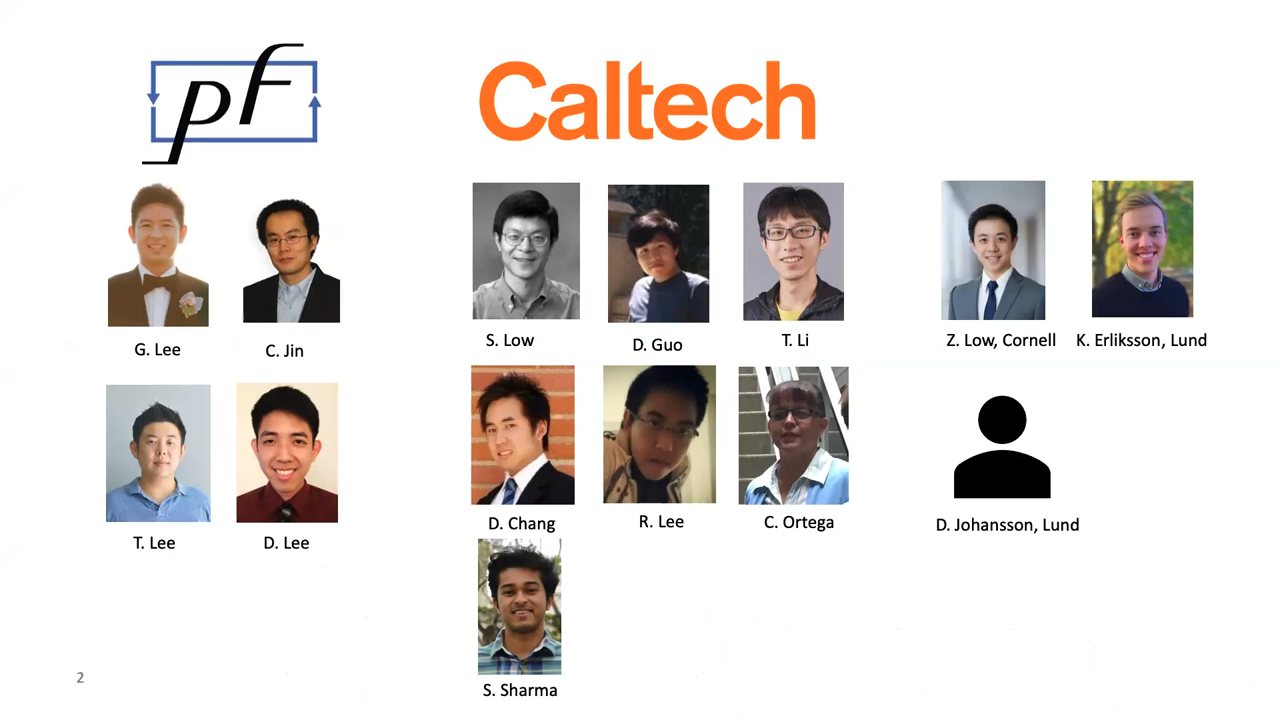 pf
Caltech
G. Lee
C. Jin
S. Low
D. Guo
T. Li
Z. Low, Cornell
K. Erliksson, Lund
T. Lee
D. Lee
D. Chang
R. Lee
C. Ortega
D. Johansson, Lund
S. Sharma
2